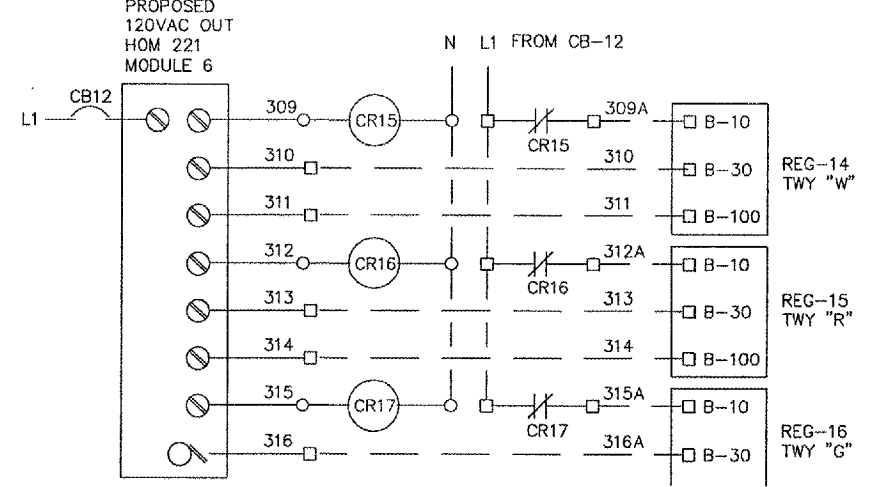 PROPOSED
120VAC OUT
HOM 221
MODULE 6
N L1 FROM CB-12
L1 CB12
309 CR15 CR15 309A B-10
310 310 B-30
311 311 B-100
REG-14
TWY "W"
312 CR16 CR16 312A B-10
313 313 B-30
314 314 B-100
REG-15
TWY "R"
315 CR17 CR17 315A B-10
316 316A B-30
REG-16
TWY "G"